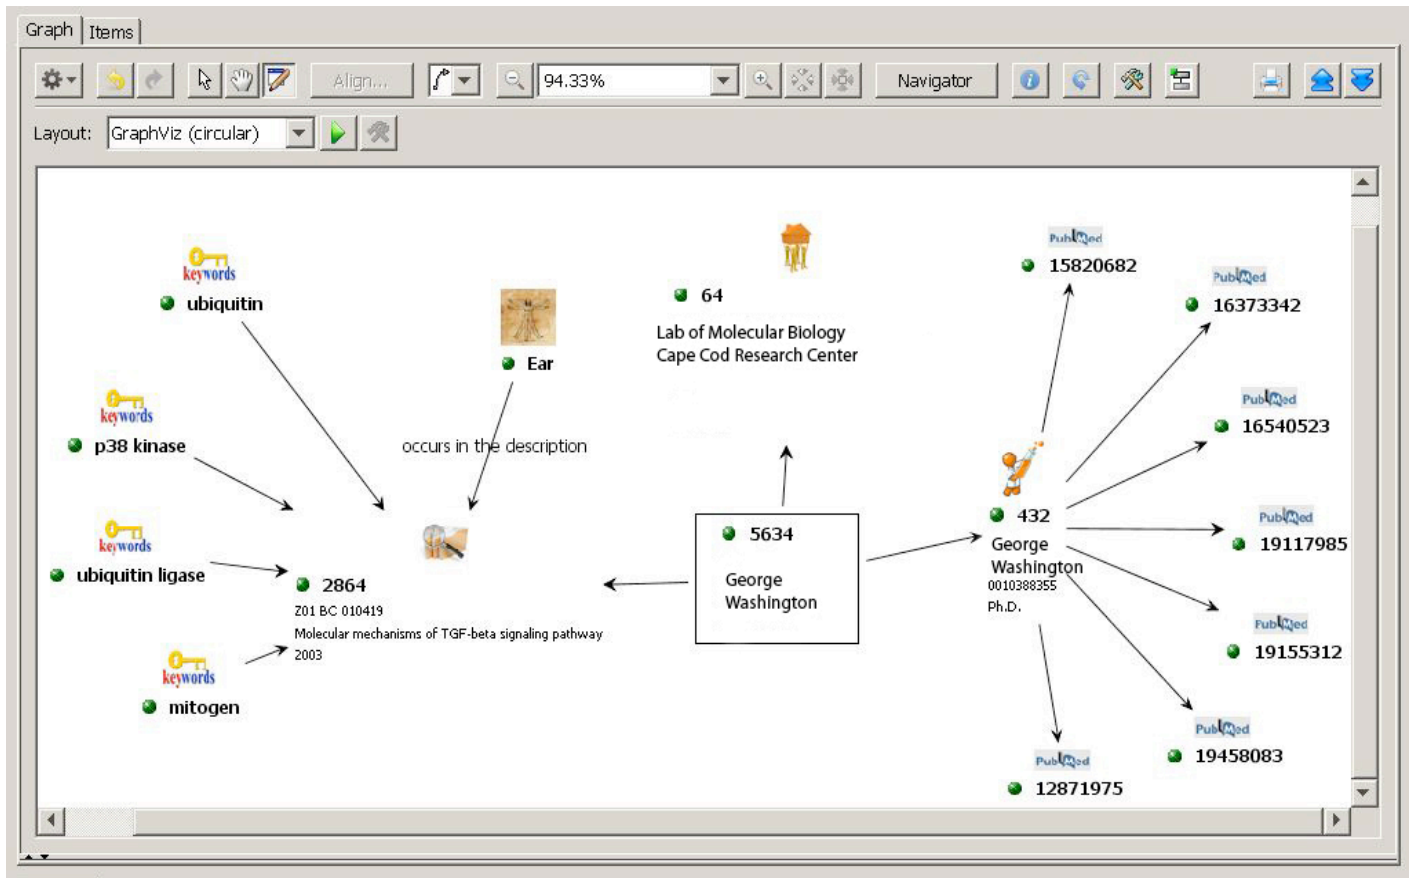 Graph
Items
Align...
94.33%
Navigator
Layout:
GraphViz (circular)
keywords
ubiquitin
keywords
p38 kinase
keywords
ubiquitin ligase
keywords
mitogen
Ear
occurs in the description
2864
Z01 BC 010419
Molecular mechanisms of TGF-beta signaling pathway
2003
64
Lab of Molecular Biology
Cape Cod Research Center
5634
George
Washington
432
George
Washington
0010388355
Ph.D.
PubMed
15820682
PubMed
16373342
PubMed
16540523
PubMed
19117985
PubMed
19155312
PubMed
19458083
PubMed
12871975